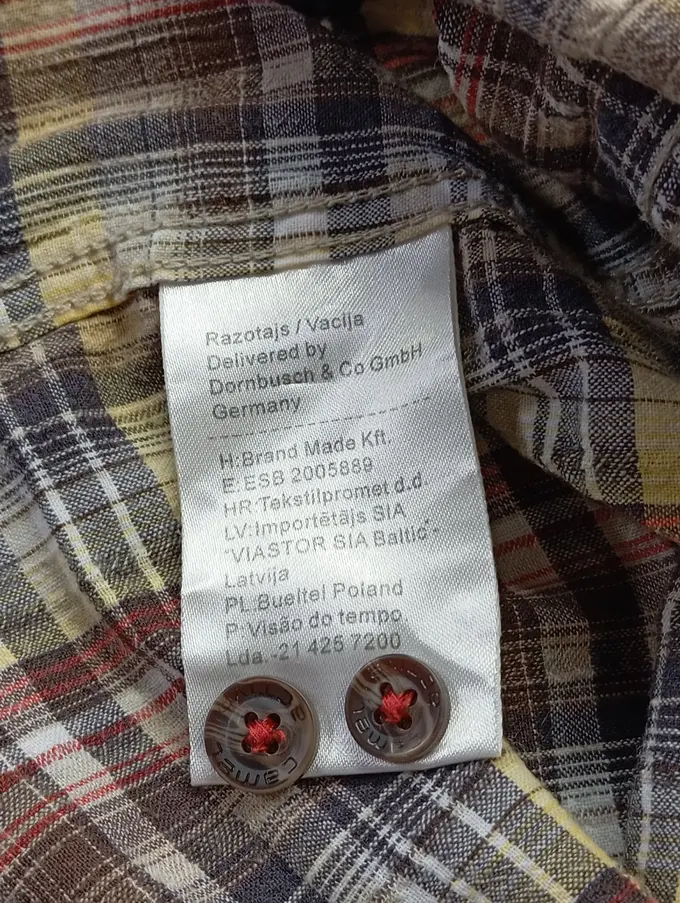 Razotajs / Vacija
Delivered by
Dornbusch & Co GmbH
Germany
H:Brand Made Kft.
E:ESB 2005889
HR:Tekstilpromet d.d.
LV:Importētājs SIA
"VIASTOR SIA Baltic"-
Latvija
PL:Bueltel Poland
P:Visão do tempo,
Lda.-21 425 7200
camel